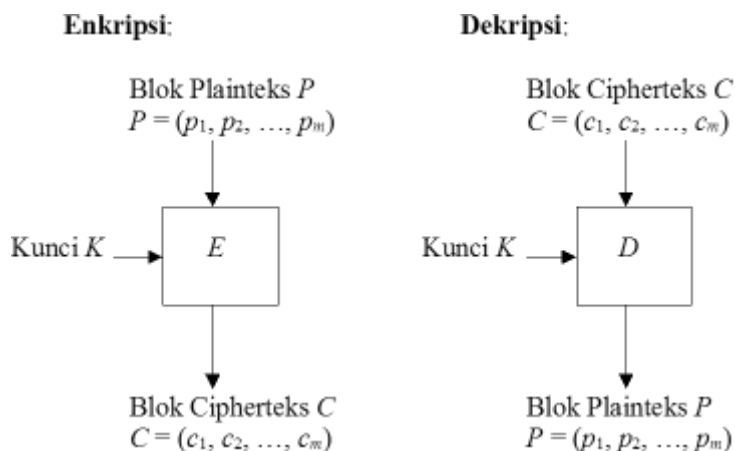 Enkripsi:
Blok Plainteks P
P = (p₁, p₂, …, pₘ)
Kunci K
E
Blok Cipherteks C
C = (c₁, c₂, …, cₘ)
Dekripsi:
Blok Cipherteks C
C = (c₁, c₂, …, cₘ)
Kunci K
D
Blok Plainteks P
P = (p₁, p₂, …, pₘ)